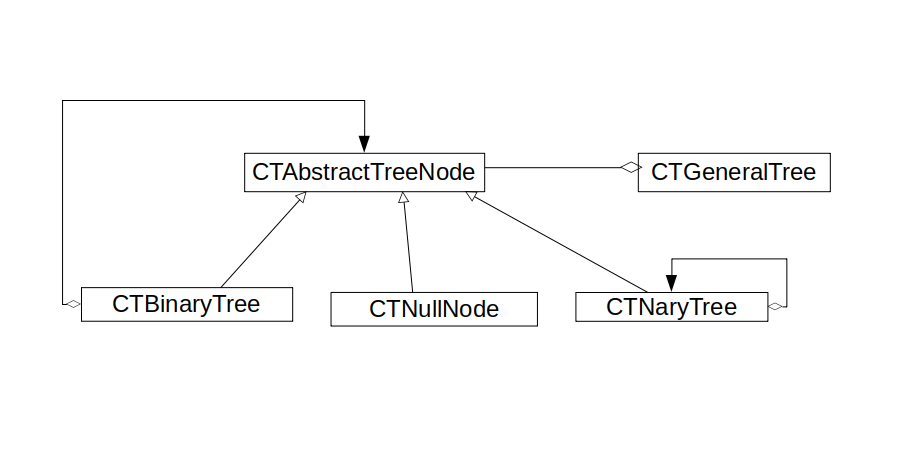 CTAbstractTreeNode
CTGeneralTree
CTBinaryTree
CTNullNode
CTNaryTree